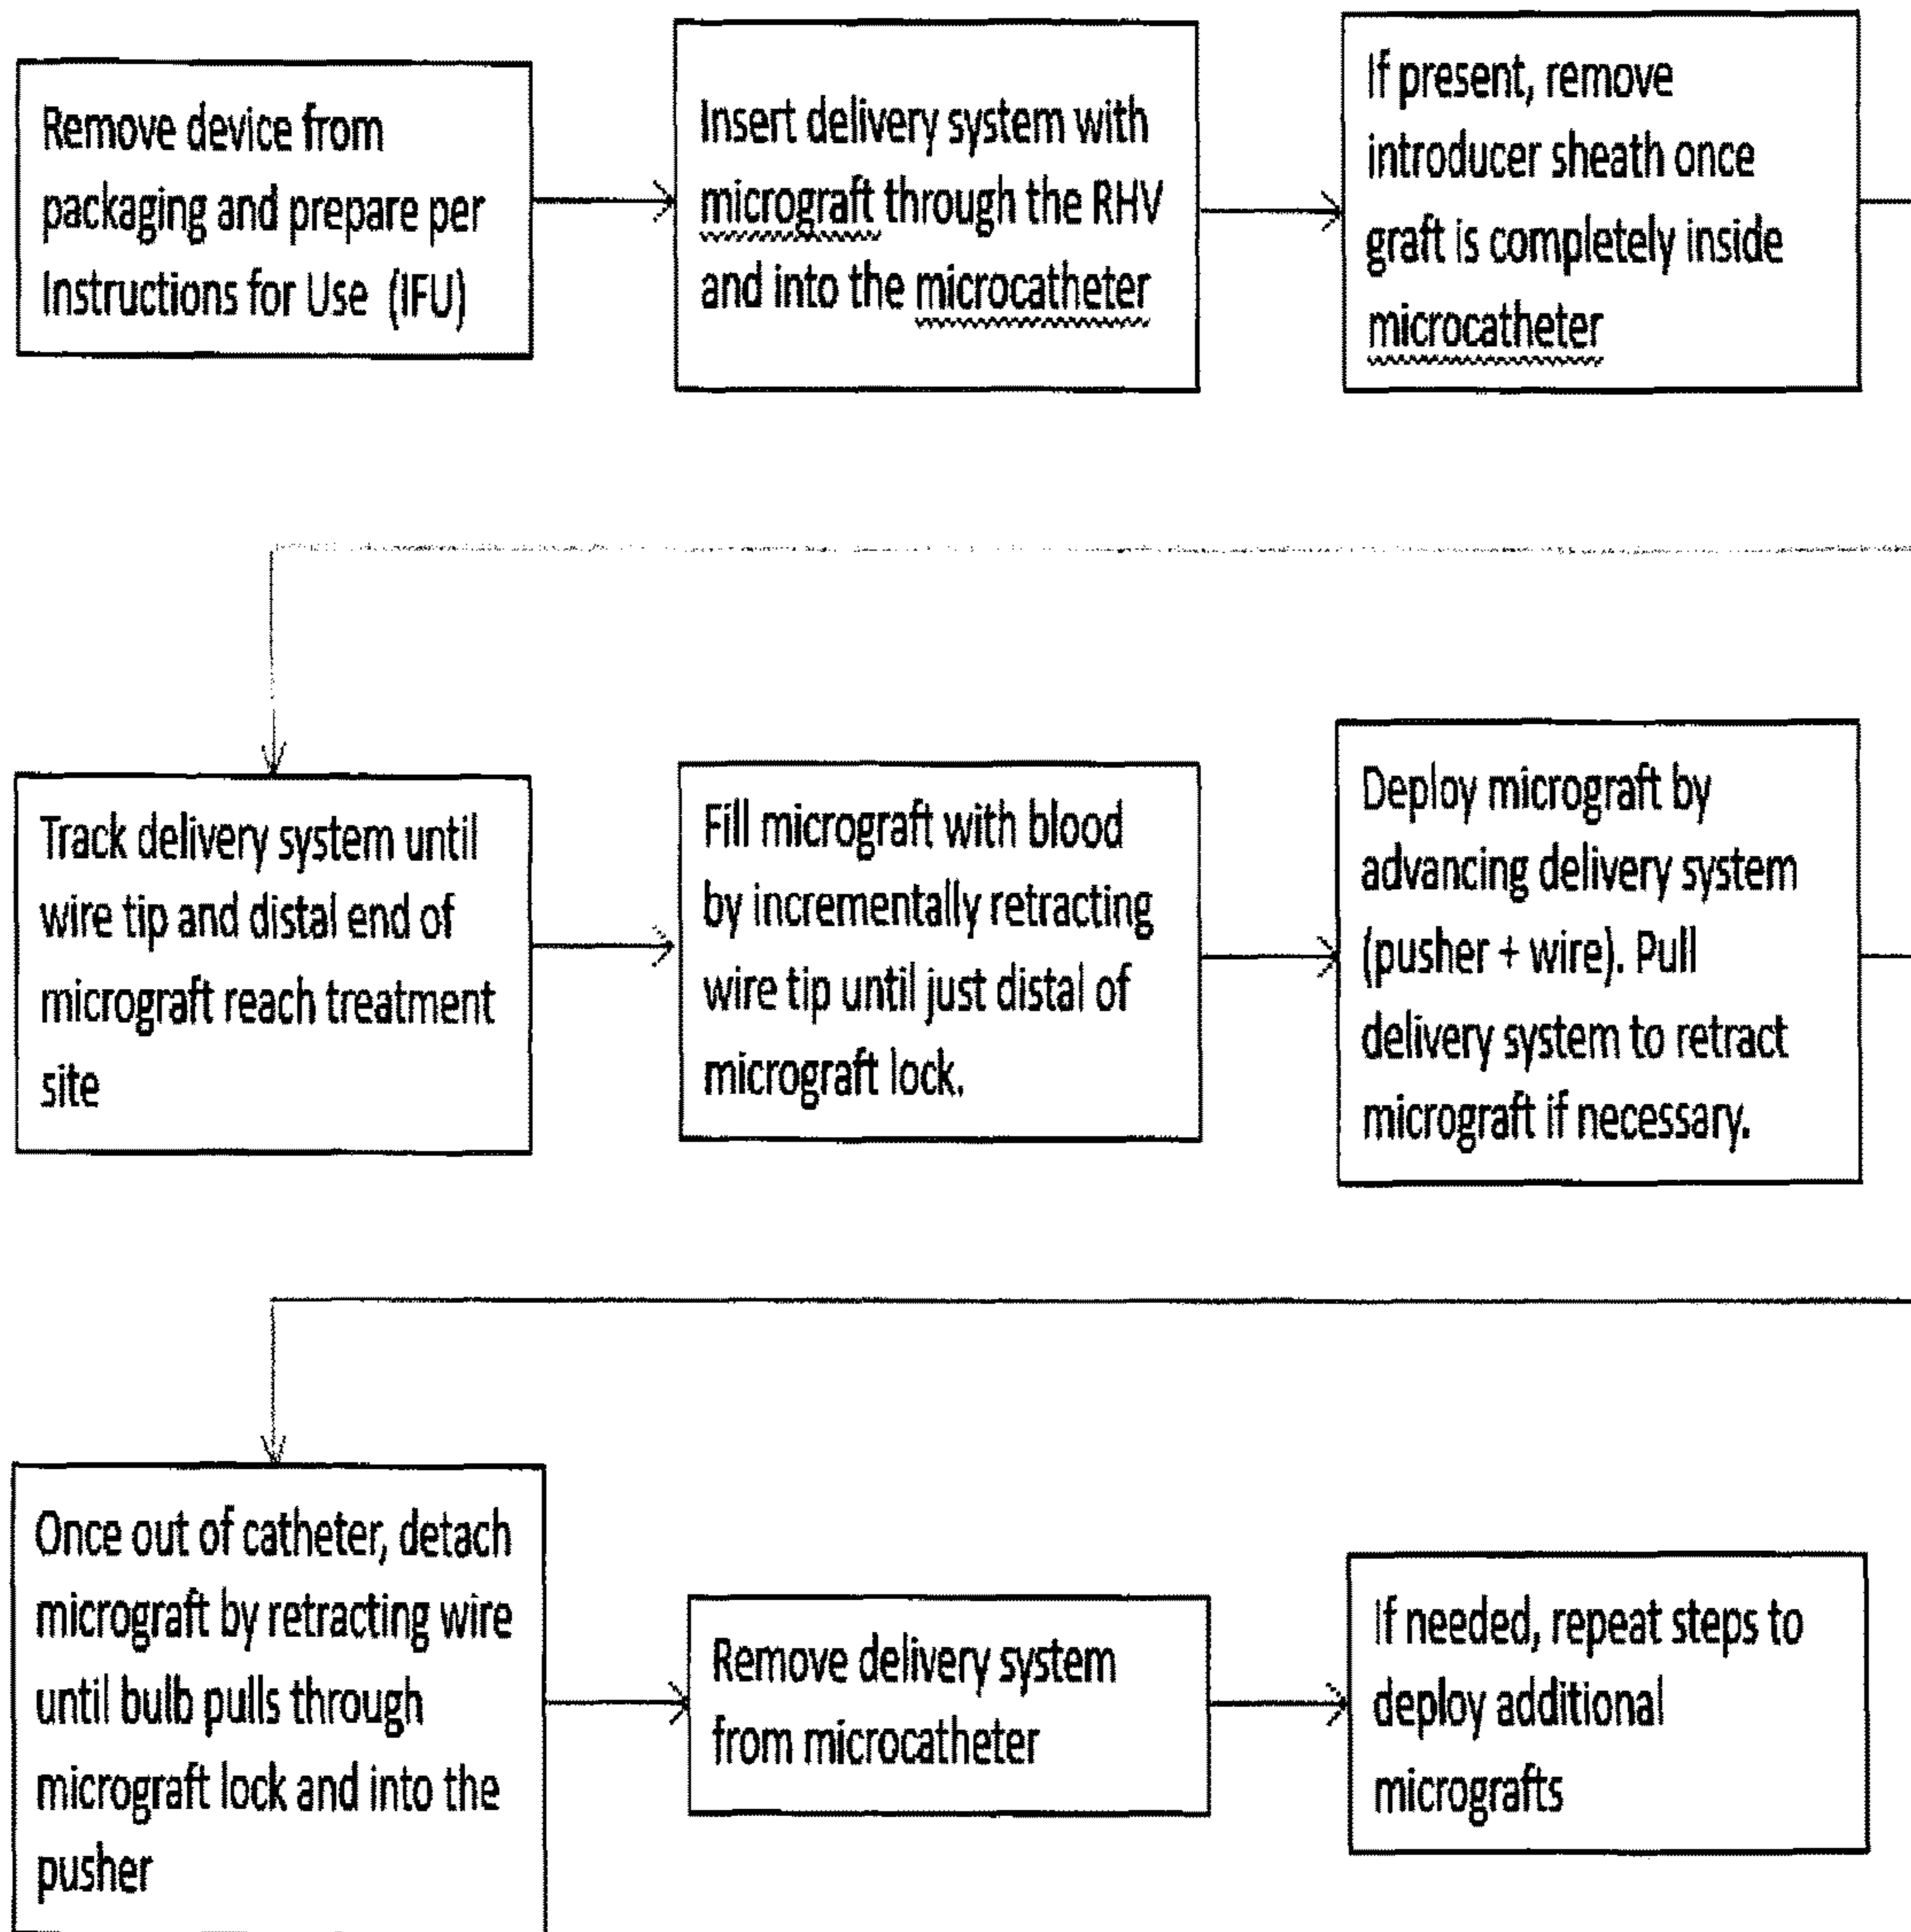 Remove device from
packaging and prepare per
Instructions for Use (IFU)
Insert delivery system with
micrograft through the RHV
and into the microcatheter
If present, remove
introducer sheath once
graft is completely inside
microcatheter
Track delivery system until
wire tip and distal end of
micrograft reach treatment
site
Fill micrograft with blood
by incrementally retracting
wire tip until just distal of
micrograft lock.
Deploy micrograft by
advancing delivery system
(pusher + wire). Pull
delivery system to retract
micrograft if necessary.
Once out of catheter, detach
micrograft by retracting wire
until bulb pulls through
micrograft lock and into the
pusher
Remove delivery system
from microcatheter
If needed, repeat steps to
deploy additional
micrografts